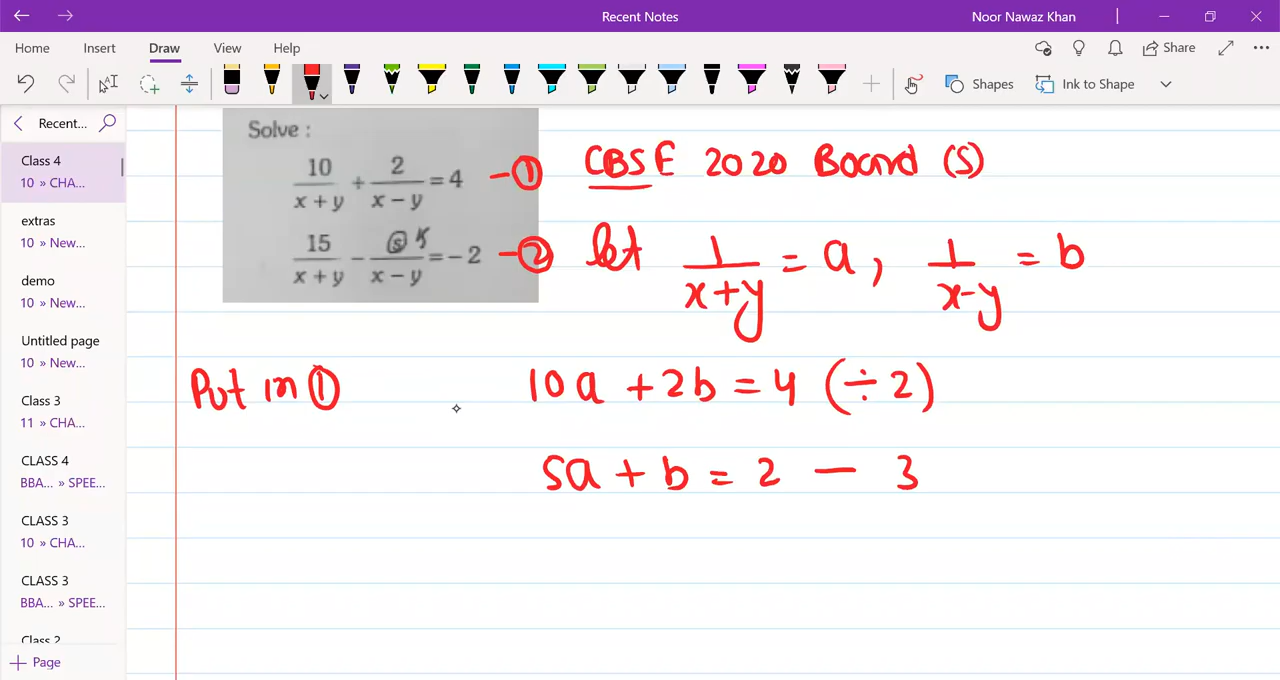 Recent Notes
Noor Nawaz Khan
Home Insert Draw View Help
Share
Shapes
Ink to Shape
Recent...
Class 4
10 » CHA...
extras
10 » New...
demo
10 » New...
Untitled page
10 » New...
Class 3
11 » CHA...
CLASS 4
BBA... » SPEE...
CLASS 3
10 » CHA...
CLASS 3
BBA... » SPEE...
Class 2
+ Page
Solve :
10/(x + y) + 2/(x − y) = 4 —①
15/(x + y) − 5/(x − y) = − 2 —②
CBSE 2020 Board (S)
let 1/(x+y) = a, 1/(x-y) = b
Put in ① 10a + 2b = 4 (÷2)
5a + b = 2 — 3